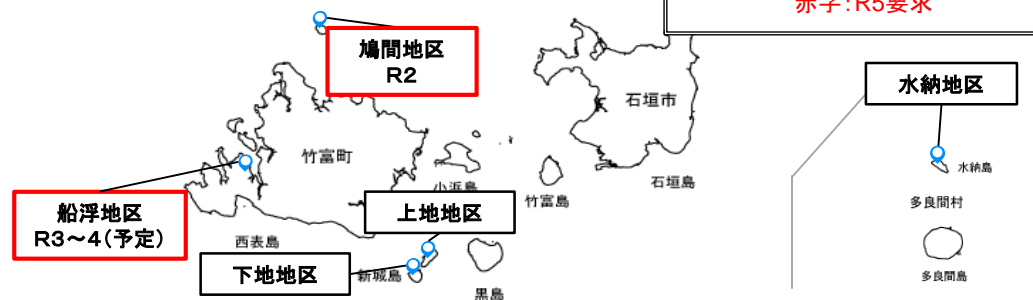 赤字：R5要求
鳩間地区
R2
水納地区
石垣市
竹富町
水納島
小浜島
石垣島
竹富島
多良間村
船浮地区
R3～4（予定）
上地地区
西表島
下地地区
新城島
黒島
多良間島